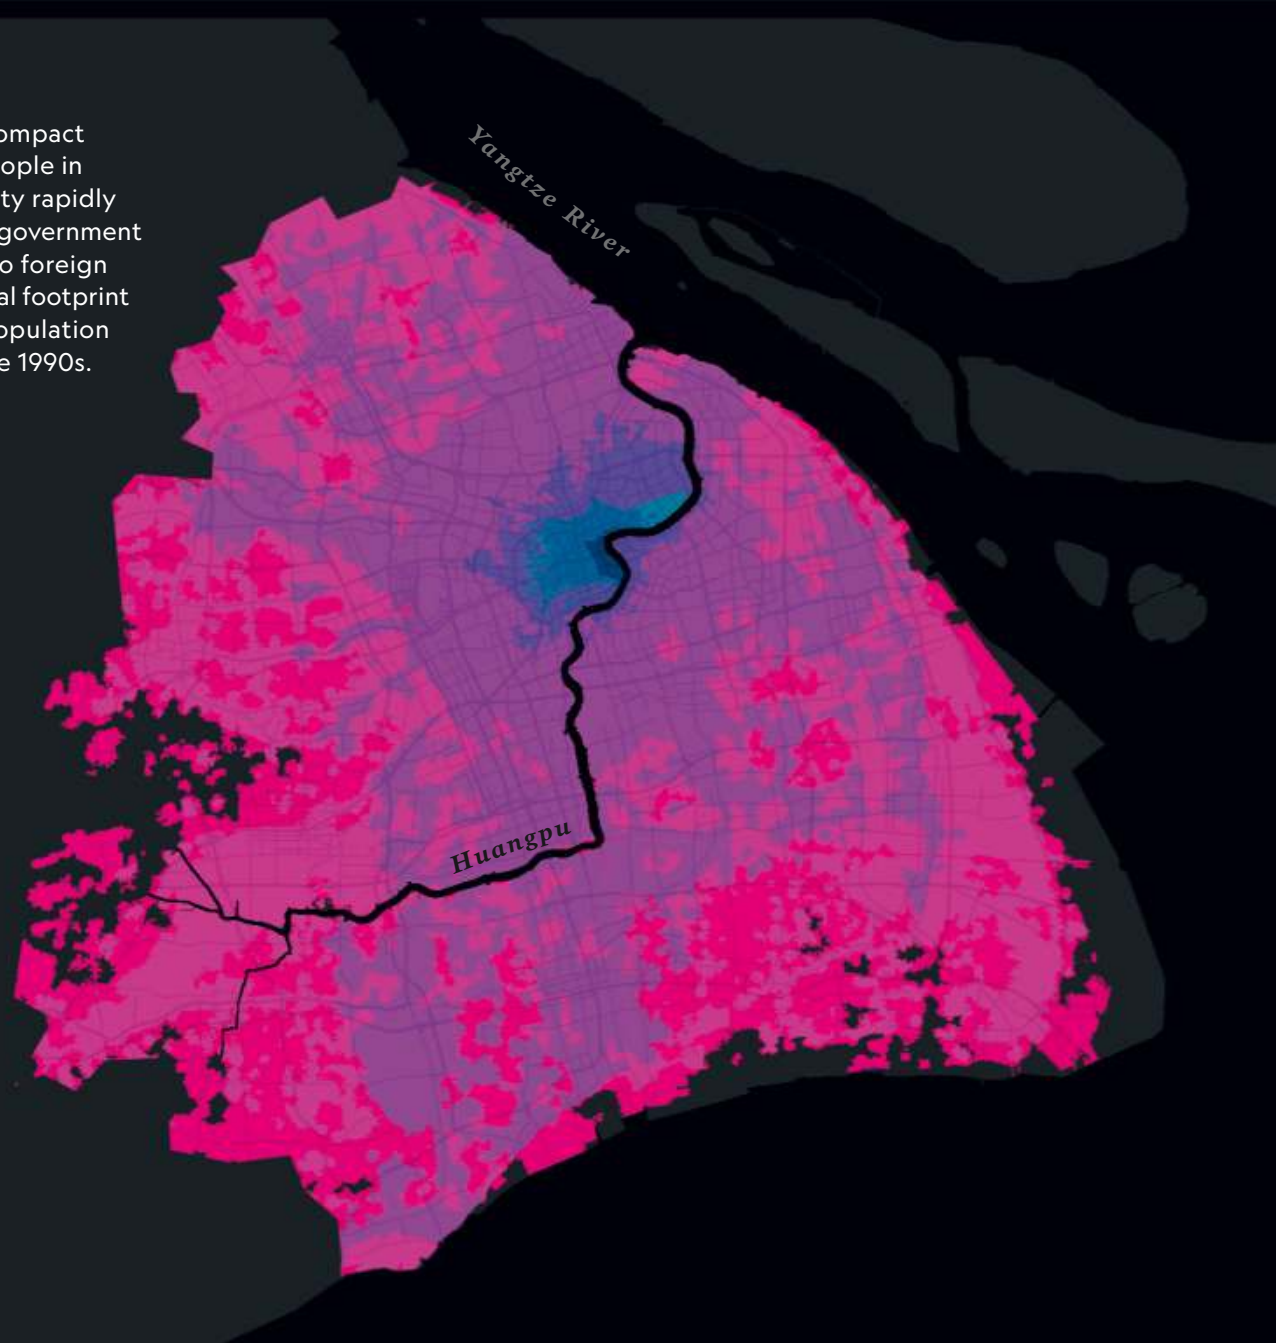 ompact
ople in
ty rapidly
government
o foreign
al footprint
opulation
e 1990s.
Yangtze River
Huangpu